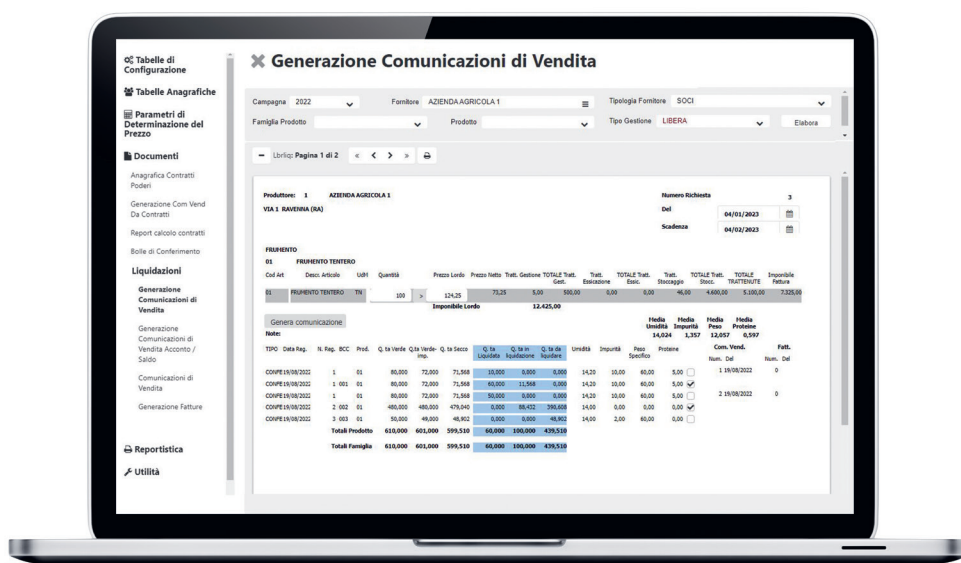 Tabelle di
Configurazione
Tabelle Anagrafiche
Parametri di
Determinazione del
Prezzo
Documenti
Anagrafica Contratti
Poderi
Generazione Com Vend
Da Contratti
Report calcolo contratti
Bolle di Conferimento
Liquidazioni
Generazione
Comunicazioni di
Vendita
Generazione
Comunicazioni di
Vendita Acconto /
Saldo
Comunicazioni di
Vendita
Generazione Fatture
Reportistica
Utilità
Generazione Comunicazioni di Vendita
Campagna 2022 Fornitore AZIENDA AGRICOLA 1 Tipologia Fornitore SOCI
Famiglia Prodotto Prodotto Tipo Gestione LIBERA Elabora
Lbrliq: Pagina 1 di 2 « < > »
Produttore: 1 AZIENDA AGRICOLA 1 Numero Richiesta 3
VIA 1 RAVENNA (RA) Del 04/01/2023
Scadenza 04/02/2023
FRUMENTO
01 FRUMENTO TENTERO
Cod Art Descr. Articolo UdM Quantità Prezzo Lordo Prezzo Netto Tratt. Gestione TOTALE Tratt. Tratt. TOTALE Tratt. Tratt. TOTALE Tratt. TOTALE Imponibile
Gest. Essicazione Essic. Stoccaggio Stocc. TRATTENUTE Fattura
01 FRUMENTO TENTERO TN 100 > 124,25 73,25 5,00 500,00 0,00 0,00 46,00 4.600,00 5.100,00 7.325,00
Imponibile Lordo 12.425,00
Genera comunicazione Media Media Media Media
Umidità Impurità Peso Proteine
Note: 14,024 1,357 12,057 0,597
TIPO Data Reg. N. Reg. BCC Prod. Q. ta Verde Q.ta Verde- Q. ta Secco Q. ta Q. ta in Q. ta da Umidità Impurità Peso Proteine Com. Vend. Fatt.
imp. Liquidata liquidazione liquidare Specifico Num. Del Num. Del
CONFE 19/08/2022 1 01 80,000 72,000 71,568 10,000 0,000 0,000 14,20 10,00 60,00 5,00 1 19/08/2022 0
CONFE 19/08/2022 1 001 01 80,000 72,000 71,568 60,000 11,568 0,000 14,20 10,00 60,00 5,00
CONFE 19/08/2022 1 01 80,000 72,000 71,568 50,000 0,000 0,000 14,20 10,00 60,00 5,00 2 19/08/2022 0
CONFE 19/08/2022 2 002 01 480,000 480,000 479,040 0,000 88,432 390,608 14,00 0,00 0,00 0,00
CONFE 19/08/2022 3 003 01 50,000 49,000 48,902 0,000 0,000 48,902 14,00 2,00 60,00 0,00
Totali Prodotto 610,000 601,000 599,510 60,000 100,000 439,510
Totali Famiglia 610,000 601,000 599,510 60,000 100,000 439,510